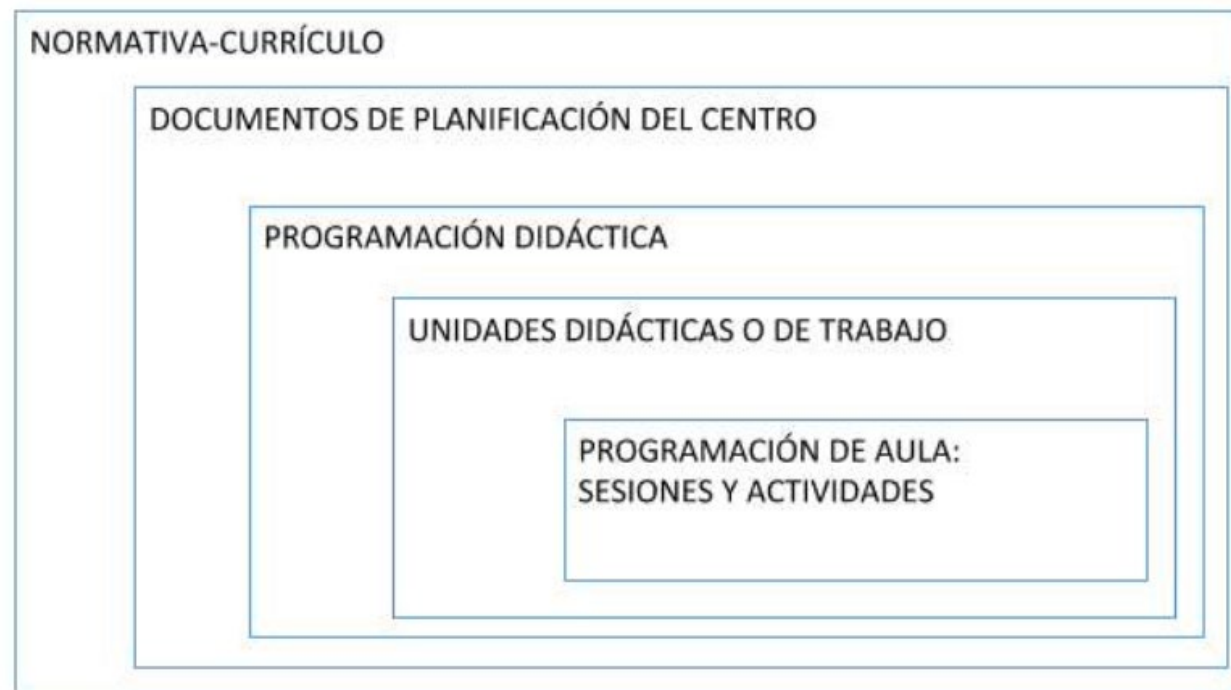 NORMATIVA-CURRÍCULO
DOCUMENTOS DE PLANIFICACIÓN DEL CENTRO
PROGRAMACIÓN DIDÁCTICA
UNIDADES DIDÁCTICAS O DE TRABAJO
PROGRAMACIÓN DE AULA:
SESIONES Y ACTIVIDADES